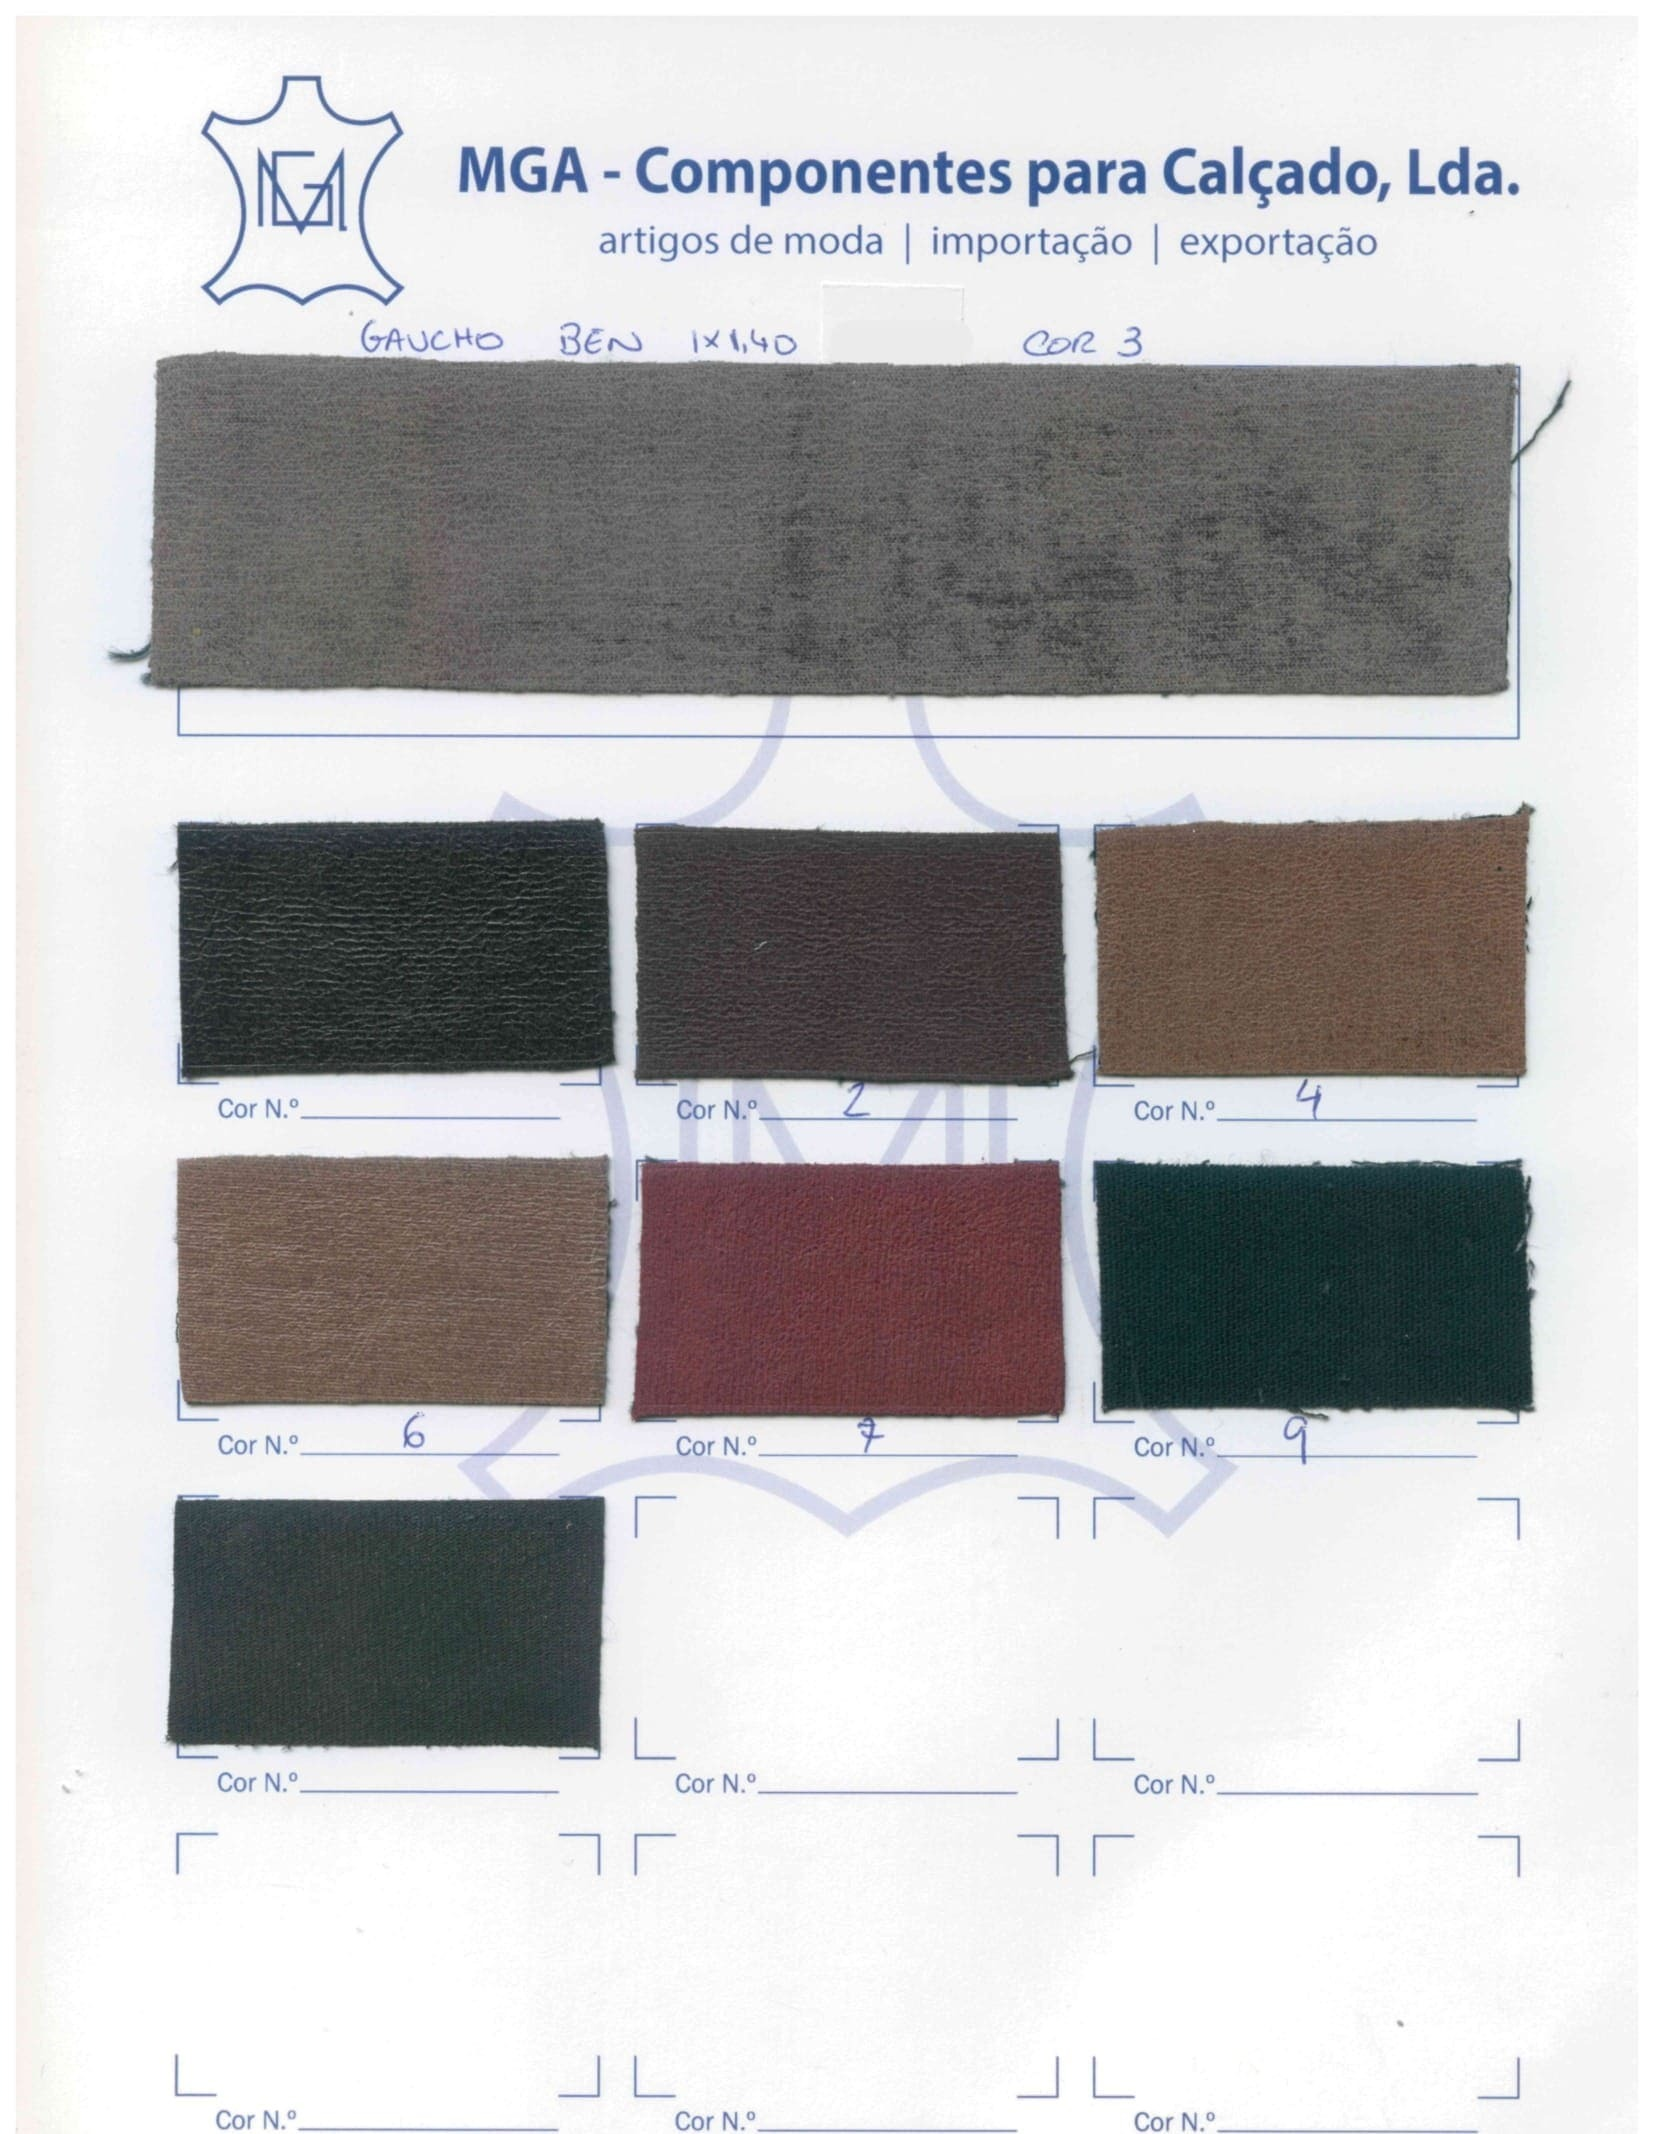 MGA
MGA - Componentes para Calçado, Lda.
artigos de moda | importação | exportação
GAUCHO BEN 1x1,40 COR 3
Cor N.º Cor N.º 2 Cor N.º 4
Cor N.º 6 Cor N.º 7 Cor N.º 9
Cor N.º Cor N.º Cor N.º
Cor N.º Cor N.º Cor N.º